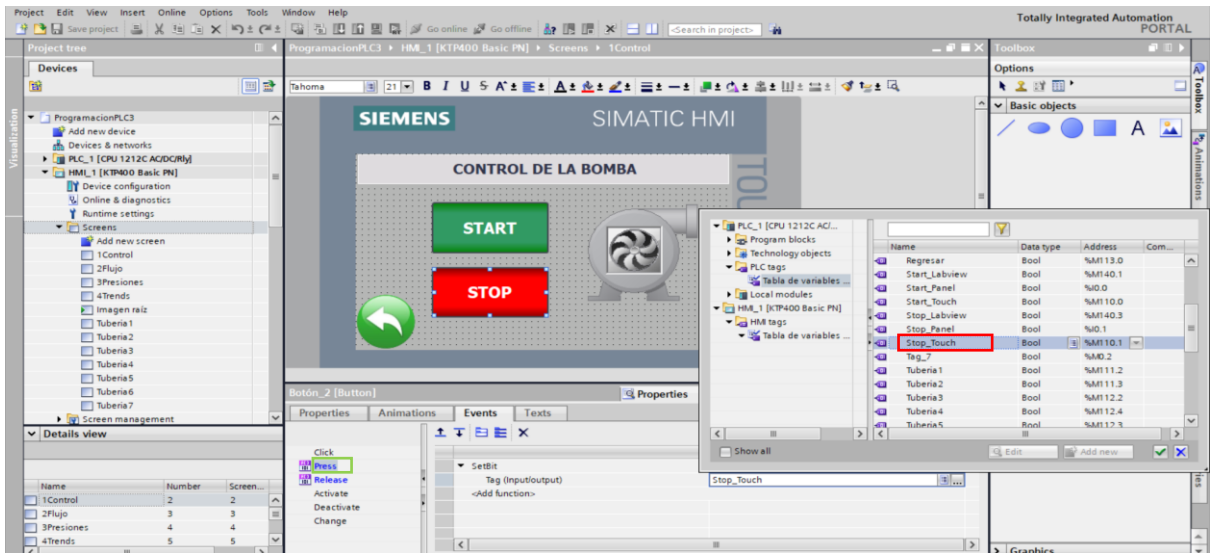 Project Edit View Insert Online Options Tools Window Help
Totally Integrated Automation
PORTAL
Save project
Go online
Go offline
<Search in project>
Project tree
ProgramacionPLC3
HMI_1 [KTP400 Basic PN]
Screens
1Control
Toolbox
Devices
Options
Tahoma
21
B I U S A
Basic objects
A
Visualization
Toolbox
Animations
ProgramacionPLC3
Add new device
Devices & networks
PLC_1 [CPU 1212C AC/DC/Rly]
HMI_1 [KTP400 Basic PN]
Device configuration
Online & diagnostics
Runtime settings
Screens
Add new screen
1Control
2Flujo
3Presiones
4Trends
Imagen raíz
Tuberia1
Tuberia2
Tuberia3
Tuberia4
Tuberia5
Tuberia6
Tuberia7
Screen management
SIEMENS
SIMATIC HMI
TOU
CONTROL DE LA BOMBA
START
STOP
PLC_1 [CPU 1212C AC/...
Program blocks
Technology objects
PLC tags
Tabla de variables ...
Local modules
HMI_1 [KTP400 Basic PN]
HMI tags
Tabla de variables ...
Name Data type Address Com...
Regresar Bool %M113.0
Start_Labview Bool %M140.1
Start_Panel Bool %I0.0
Start_Touch Bool %M110.0
Stop_Labview Bool %M140.3
Stop_Panel Bool %I0.1
Stop_Touch Bool %M110.1
Tag_7 Bool %M0.2
Tuberia1 Bool %M111.2
Tuberia2 Bool %M111.3
Tuberia3 Bool %M112.2
Tuberia4 Bool %M112.4
Tuberia5 Bool %M112.3
Show all
Edit
Add new
Botón_2 [Button]
Properties
Properties Animations Events Texts
Click
Press
Release
Activate
Deactivate
Change
SetBit
Tag (Input/output)
Stop_Touch
<Add function>
Details view
Name Number Screen...
1Control 2 2
2Flujo 3 3
3Presiones 4 4
4Trends 5 5
Graphics